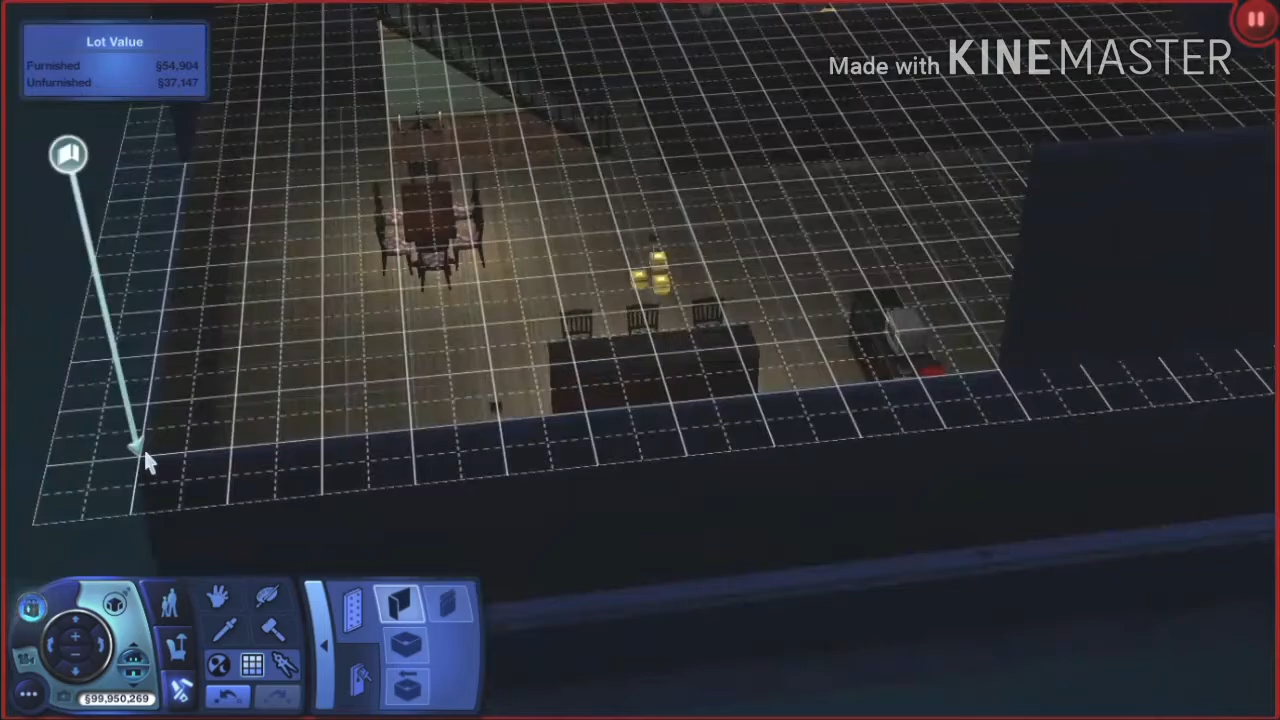 Lot Value
Furnished §54,904
Unfurnished §37,147
Made with KINEMASTER
§99,950,269